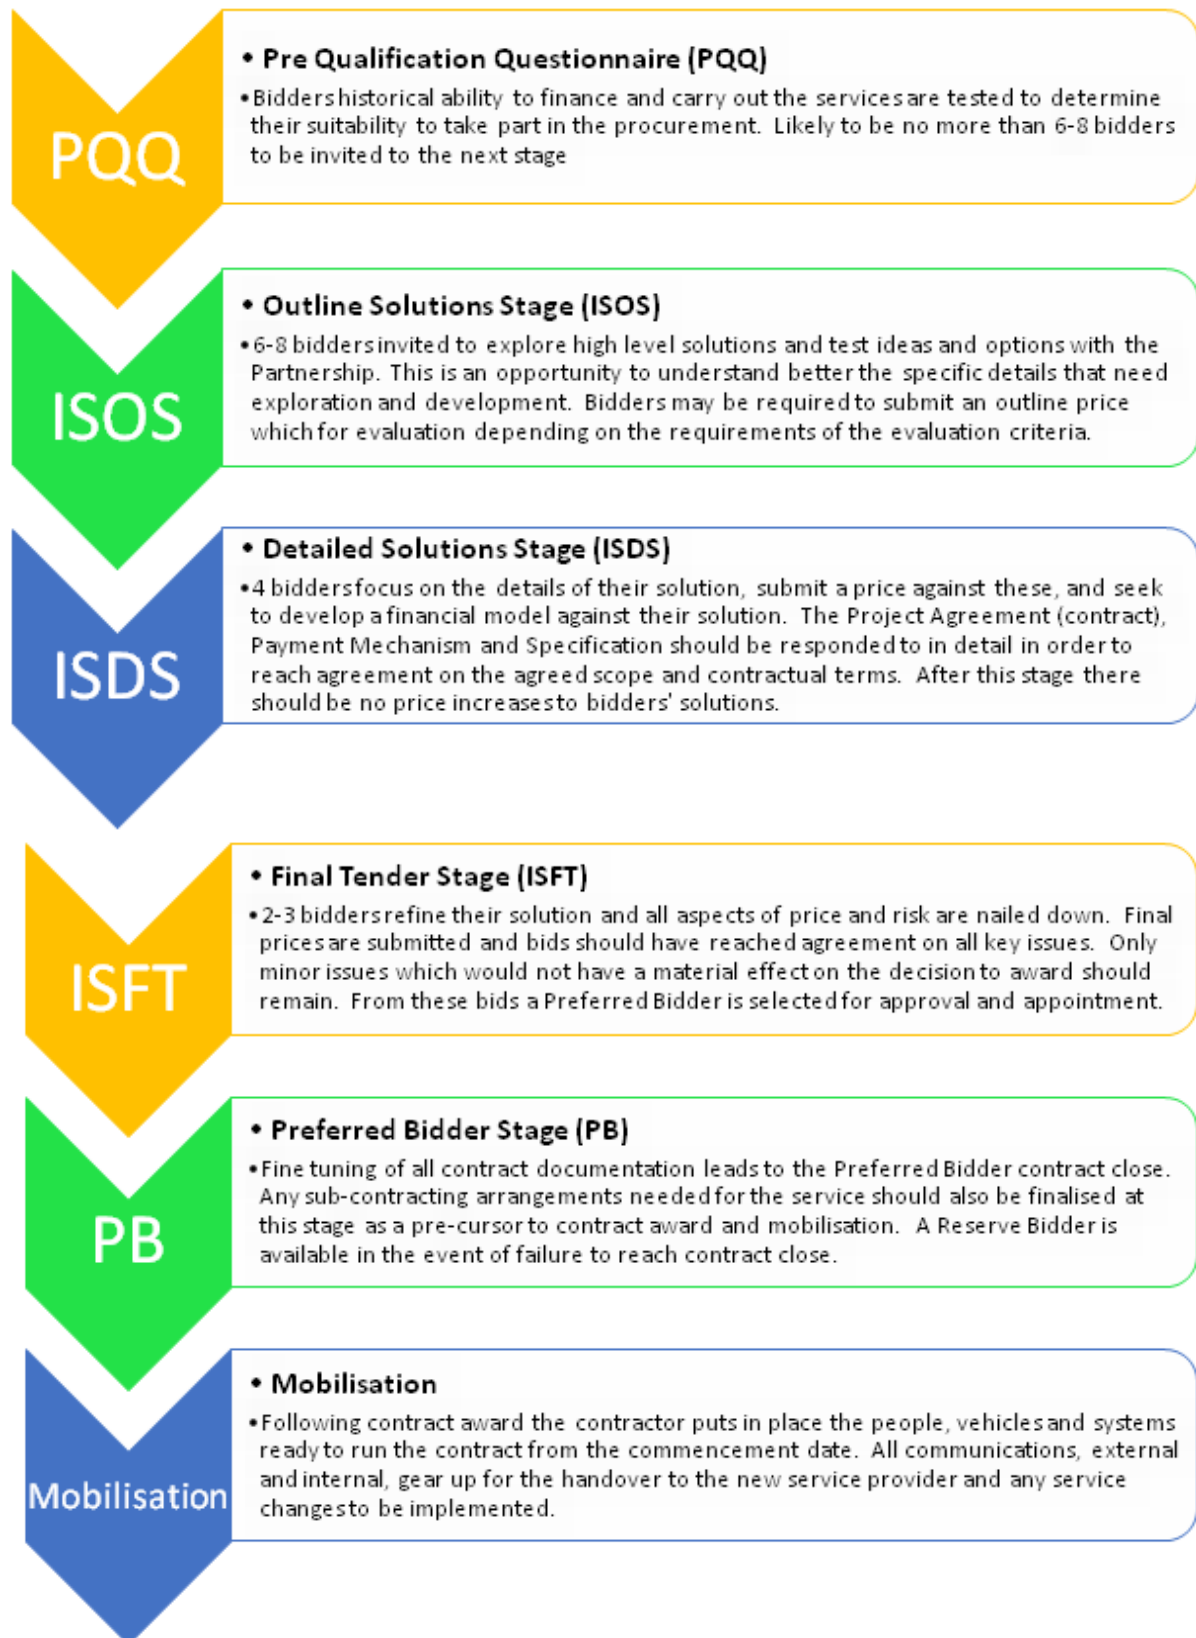 PQQ
• Pre Qualification Questionnaire (PQQ)
• Bidders historical ability to finance and carry out the services are tested to determine
their suitability to take part in the procurement. Likely to be no more than 6-8 bidders
to be invited to the next stage
ISOS
• Outline Solutions Stage (ISOS)
• 6-8 bidders invited to explore high level solutions and test ideas and options with the
Partnership. This is an opportunity to understand better the specific details that need
exploration and development. Bidders may be required to submit an outline price
which for evaluation depending on the requirements of the evaluation criteria.
ISDS
• Detailed Solutions Stage (ISDS)
• 4 bidders focus on the details of their solution, submit a price against these, and seek
to develop a financial model against their solution. The Project Agreement (contract),
Payment Mechanism and Specification should be responded to in detail in order to
reach agreement on the agreed scope and contractual terms. After this stage there
should be no price increases to bidders' solutions.
ISFT
• Final Tender Stage (ISFT)
• 2-3 bidders refine their solution and all aspects of price and risk are nailed down. Final
prices are submitted and bids should have reached agreement on all key issues. Only
minor issues which would not have a material effect on the decision to award should
remain. From these bids a Preferred Bidder is selected for approval and appointment.
PB
• Preferred Bidder Stage (PB)
• Fine tuning of all contract documentation leads to the Preferred Bidder contract close.
Any sub-contracting arrangements needed for the service should also be finalised at
this stage as a pre-cursor to contract award and mobilisation. A Reserve Bidder is
available in the event of failure to reach contract close.
Mobilisation
• Mobilisation
• Following contract award the contractor puts in place the people, vehicles and systems
ready to run the contract from the commencement date. All communications, external
and internal, gear up for the handover to the new service provider and any service
changes to be implemented.